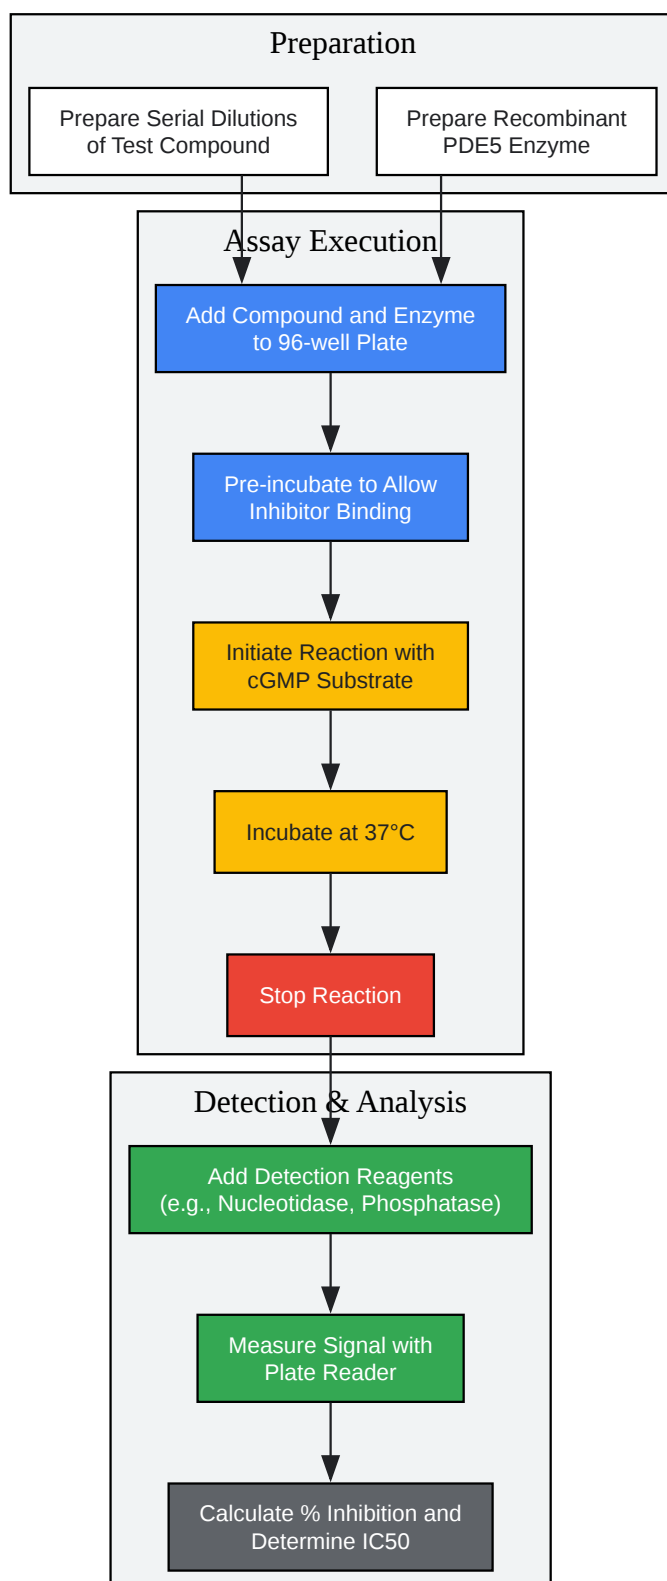 Preparation
Prepare Serial Dilutions
of Test Compound
Prepare Recombinant
PDE5 Enzyme
Assay Execution
Add Compound and Enzyme
to 96-well Plate
Pre-incubate to Allow
Inhibitor Binding
Initiate Reaction with
cGMP Substrate
Incubate at 37°C
Stop Reaction
Detection & Analysis
Add Detection Reagents
(e.g., Nucleotidase, Phosphatase)
Measure Signal with
Plate Reader
Calculate % Inhibition and
Determine IC50